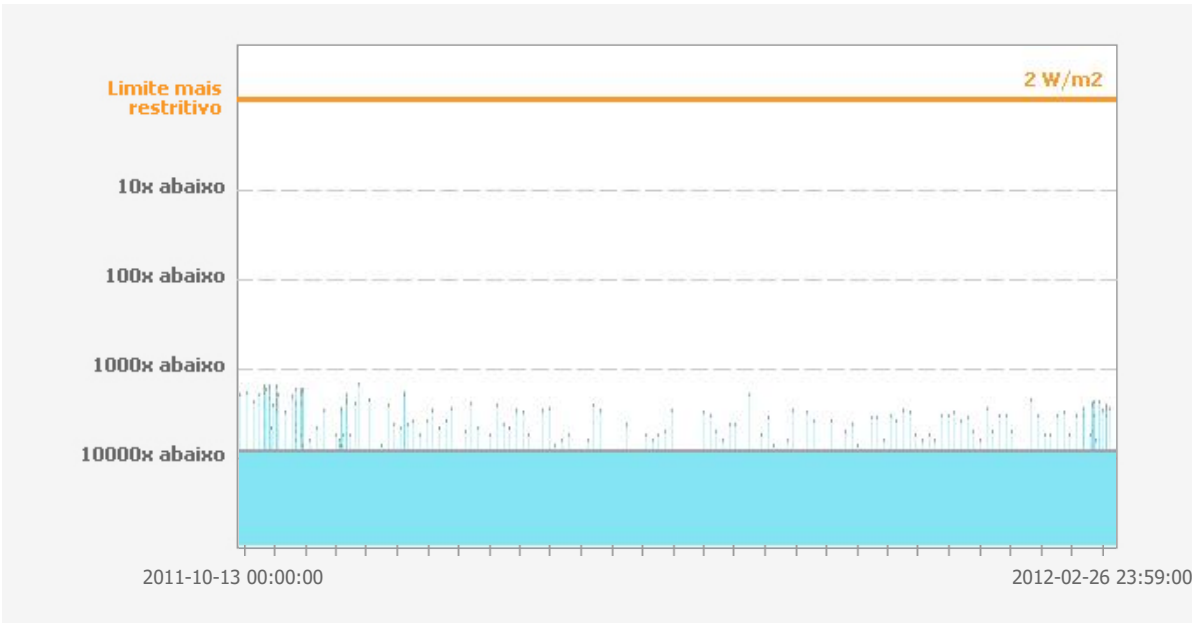 2 W/m2
Limite mais
restritivo
10x abaixo
100x abaixo
1000x abaixo
10000x abaixo
2011-10-13 00:00:00
2012-02-26 23:59:00